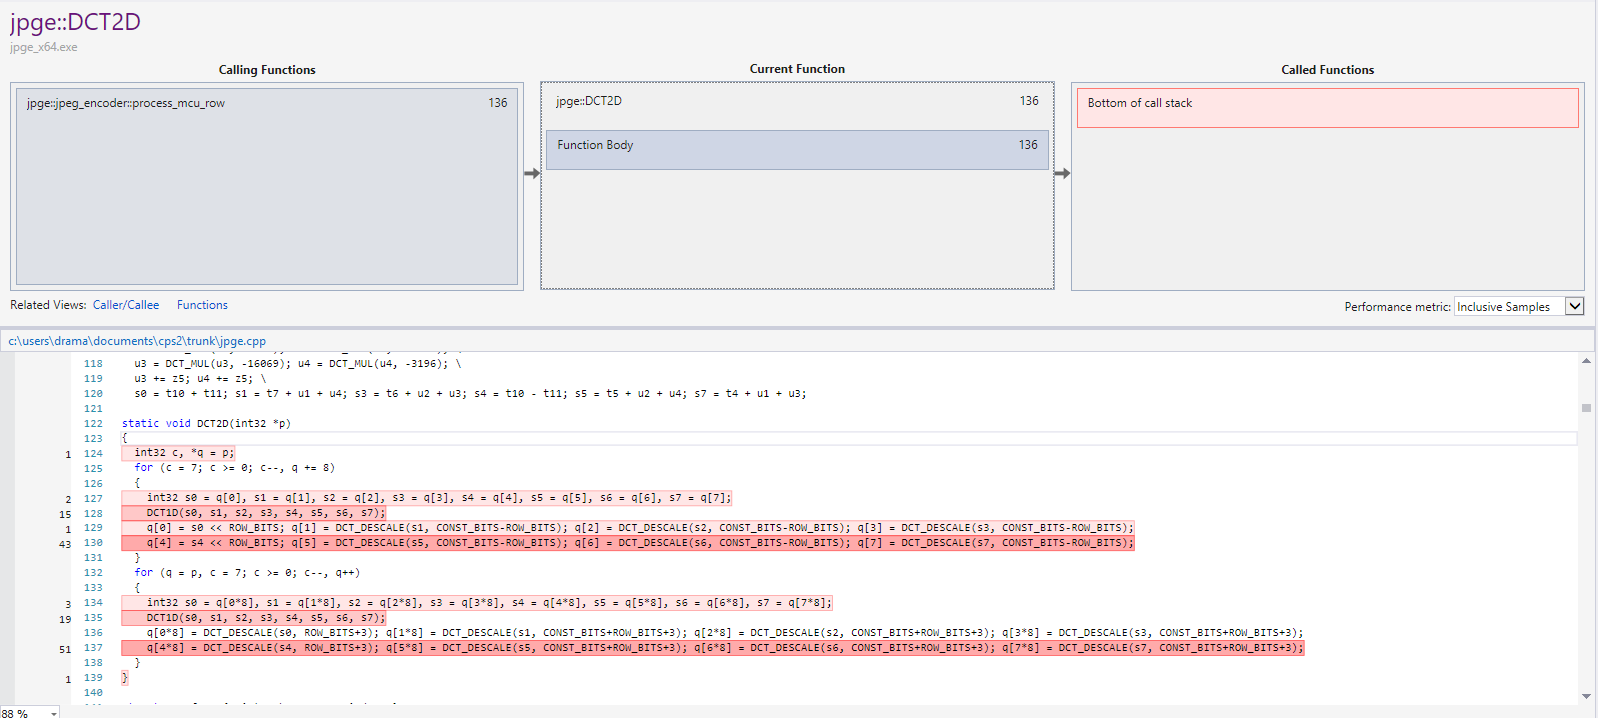 jpge::DCT2D
jpge_x64.exe
Calling Functions
Current Function
Called Functions
jpge::jpeg_encoder::process_mcu_row 136
jpge::DCT2D 136
Function Body 136
Bottom of call stack
Related Views: Caller/Callee Functions
Performance metric: Inclusive Samples
c:\users\drama\documents\cps2\trunk\jpge.cpp
118 u3 = DCT_MUL(u3, -16069); u4 = DCT_MUL(u4, -3196); \
119 u3 += z5; u4 += z5; \
120 s0 = t10 + t11; s1 = t7 + u1 + u4; s3 = t6 + u2 + u3; s4 = t10 - t11; s5 = t5 + u2 + u4; s7 = t4 + u1 + u3;
121
122 static void DCT2D(int32 *p)
123 {
1 124 int32 c, *q = p;
125 for (c = 7; c >= 0; c--, q += 8)
126 {
2 127 int32 s0 = q[0], s1 = q[1], s2 = q[2], s3 = q[3], s4 = q[4], s5 = q[5], s6 = q[6], s7 = q[7];
15 128 DCT1D(s0, s1, s2, s3, s4, s5, s6, s7);
1 129 q[0] = s0 << ROW_BITS; q[1] = DCT_DESCALE(s1, CONST_BITS-ROW_BITS); q[2] = DCT_DESCALE(s2, CONST_BITS-ROW_BITS); q[3] = DCT_DESCALE(s3, CONST_BITS-ROW_BITS);
43 130 q[4] = s4 << ROW_BITS; q[5] = DCT_DESCALE(s5, CONST_BITS-ROW_BITS); q[6] = DCT_DESCALE(s6, CONST_BITS-ROW_BITS); q[7] = DCT_DESCALE(s7, CONST_BITS-ROW_BITS);
131 }
132 for (q = p, c = 7; c >= 0; c--, q++)
133 {
3 134 int32 s0 = q[0*8], s1 = q[1*8], s2 = q[2*8], s3 = q[3*8], s4 = q[4*8], s5 = q[5*8], s6 = q[6*8], s7 = q[7*8];
19 135 DCT1D(s0, s1, s2, s3, s4, s5, s6, s7);
136 q[0*8] = DCT_DESCALE(s0, ROW_BITS+3); q[1*8] = DCT_DESCALE(s1, CONST_BITS+ROW_BITS+3); q[2*8] = DCT_DESCALE(s2, CONST_BITS+ROW_BITS+3); q[3*8] = DCT_DESCALE(s3, CONST_BITS+ROW_BITS+3);
51 137 q[4*8] = DCT_DESCALE(s4, ROW_BITS+3); q[5*8] = DCT_DESCALE(s5, CONST_BITS+ROW_BITS+3); q[6*8] = DCT_DESCALE(s6, CONST_BITS+ROW_BITS+3); q[7*8] = DCT_DESCALE(s7, CONST_BITS+ROW_BITS+3);
138 }
1 139 }
140
88 %